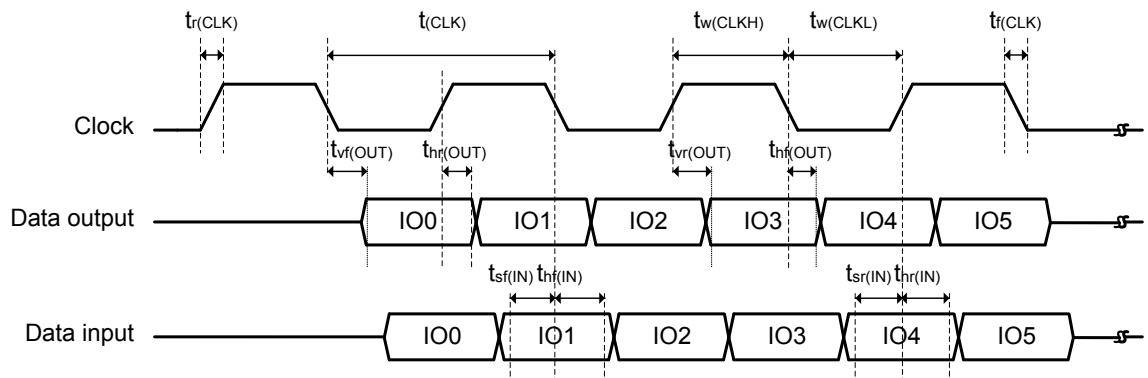 tr(CLK) t(CLK) tw(CLKH) tw(CLKL) tf(CLK)
Clock
tvf(OUT) thr(OUT) tvr(OUT) thf(OUT)
Data output IO0 IO1 IO2 IO3 IO4 IO5
tsf(IN) thf(IN) tsr(IN) thr(IN)
Data input IO0 IO1 IO2 IO3 IO4 IO5